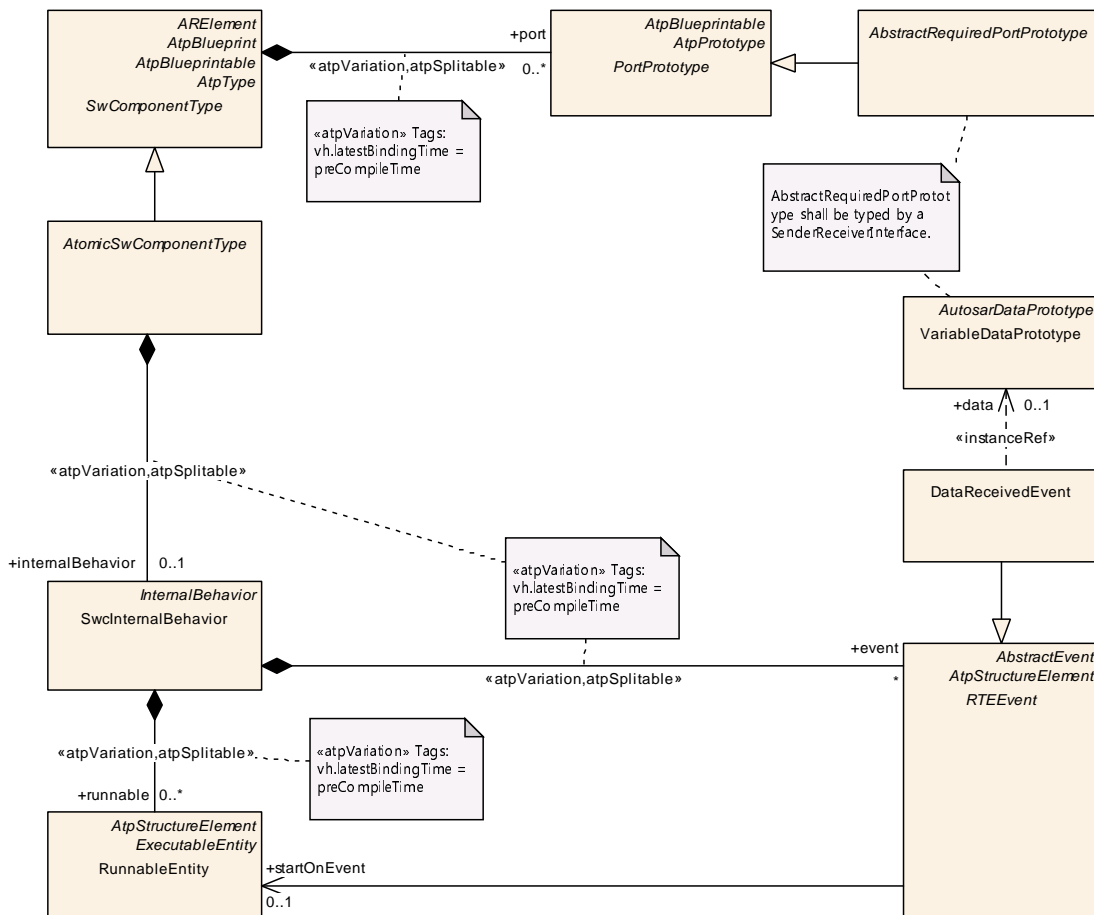 ARElement
AtpBlueprint
AtpBlueprintable
AtpType
SwComponentType
+port
«atpVariation,atpSplitable»
0..*
AtpBlueprintable
AtpPrototype
PortPrototype
AbstractRequiredPortPrototype
«atpVariation» Tags:
vh.latestBindingTime =
preCompileTime
AbstractRequiredPortProtot
ype shall be typed by a
SenderReceiverInterface.
AtomicSwComponentType
AutosarDataPrototype
VariableDataPrototype
+data 0..1
«instanceRef»
«atpVariation,atpSplitable»
DataReceivedEvent
+internalBehavior 0..1
«atpVariation» Tags:
vh.latestBindingTime =
preCompileTime
InternalBehavior
SwcInternalBehavior
+event
«atpVariation,atpSplitable»
*
AbstractEvent
AtpStructureElement
RTEEvent
«atpVariation,atpSplitable»
«atpVariation» Tags:
vh.latestBindingTime =
preCompileTime
+runnable 0..*
AtpStructureElement
ExecutableEntity
RunnableEntity
+startOnEvent
0..1